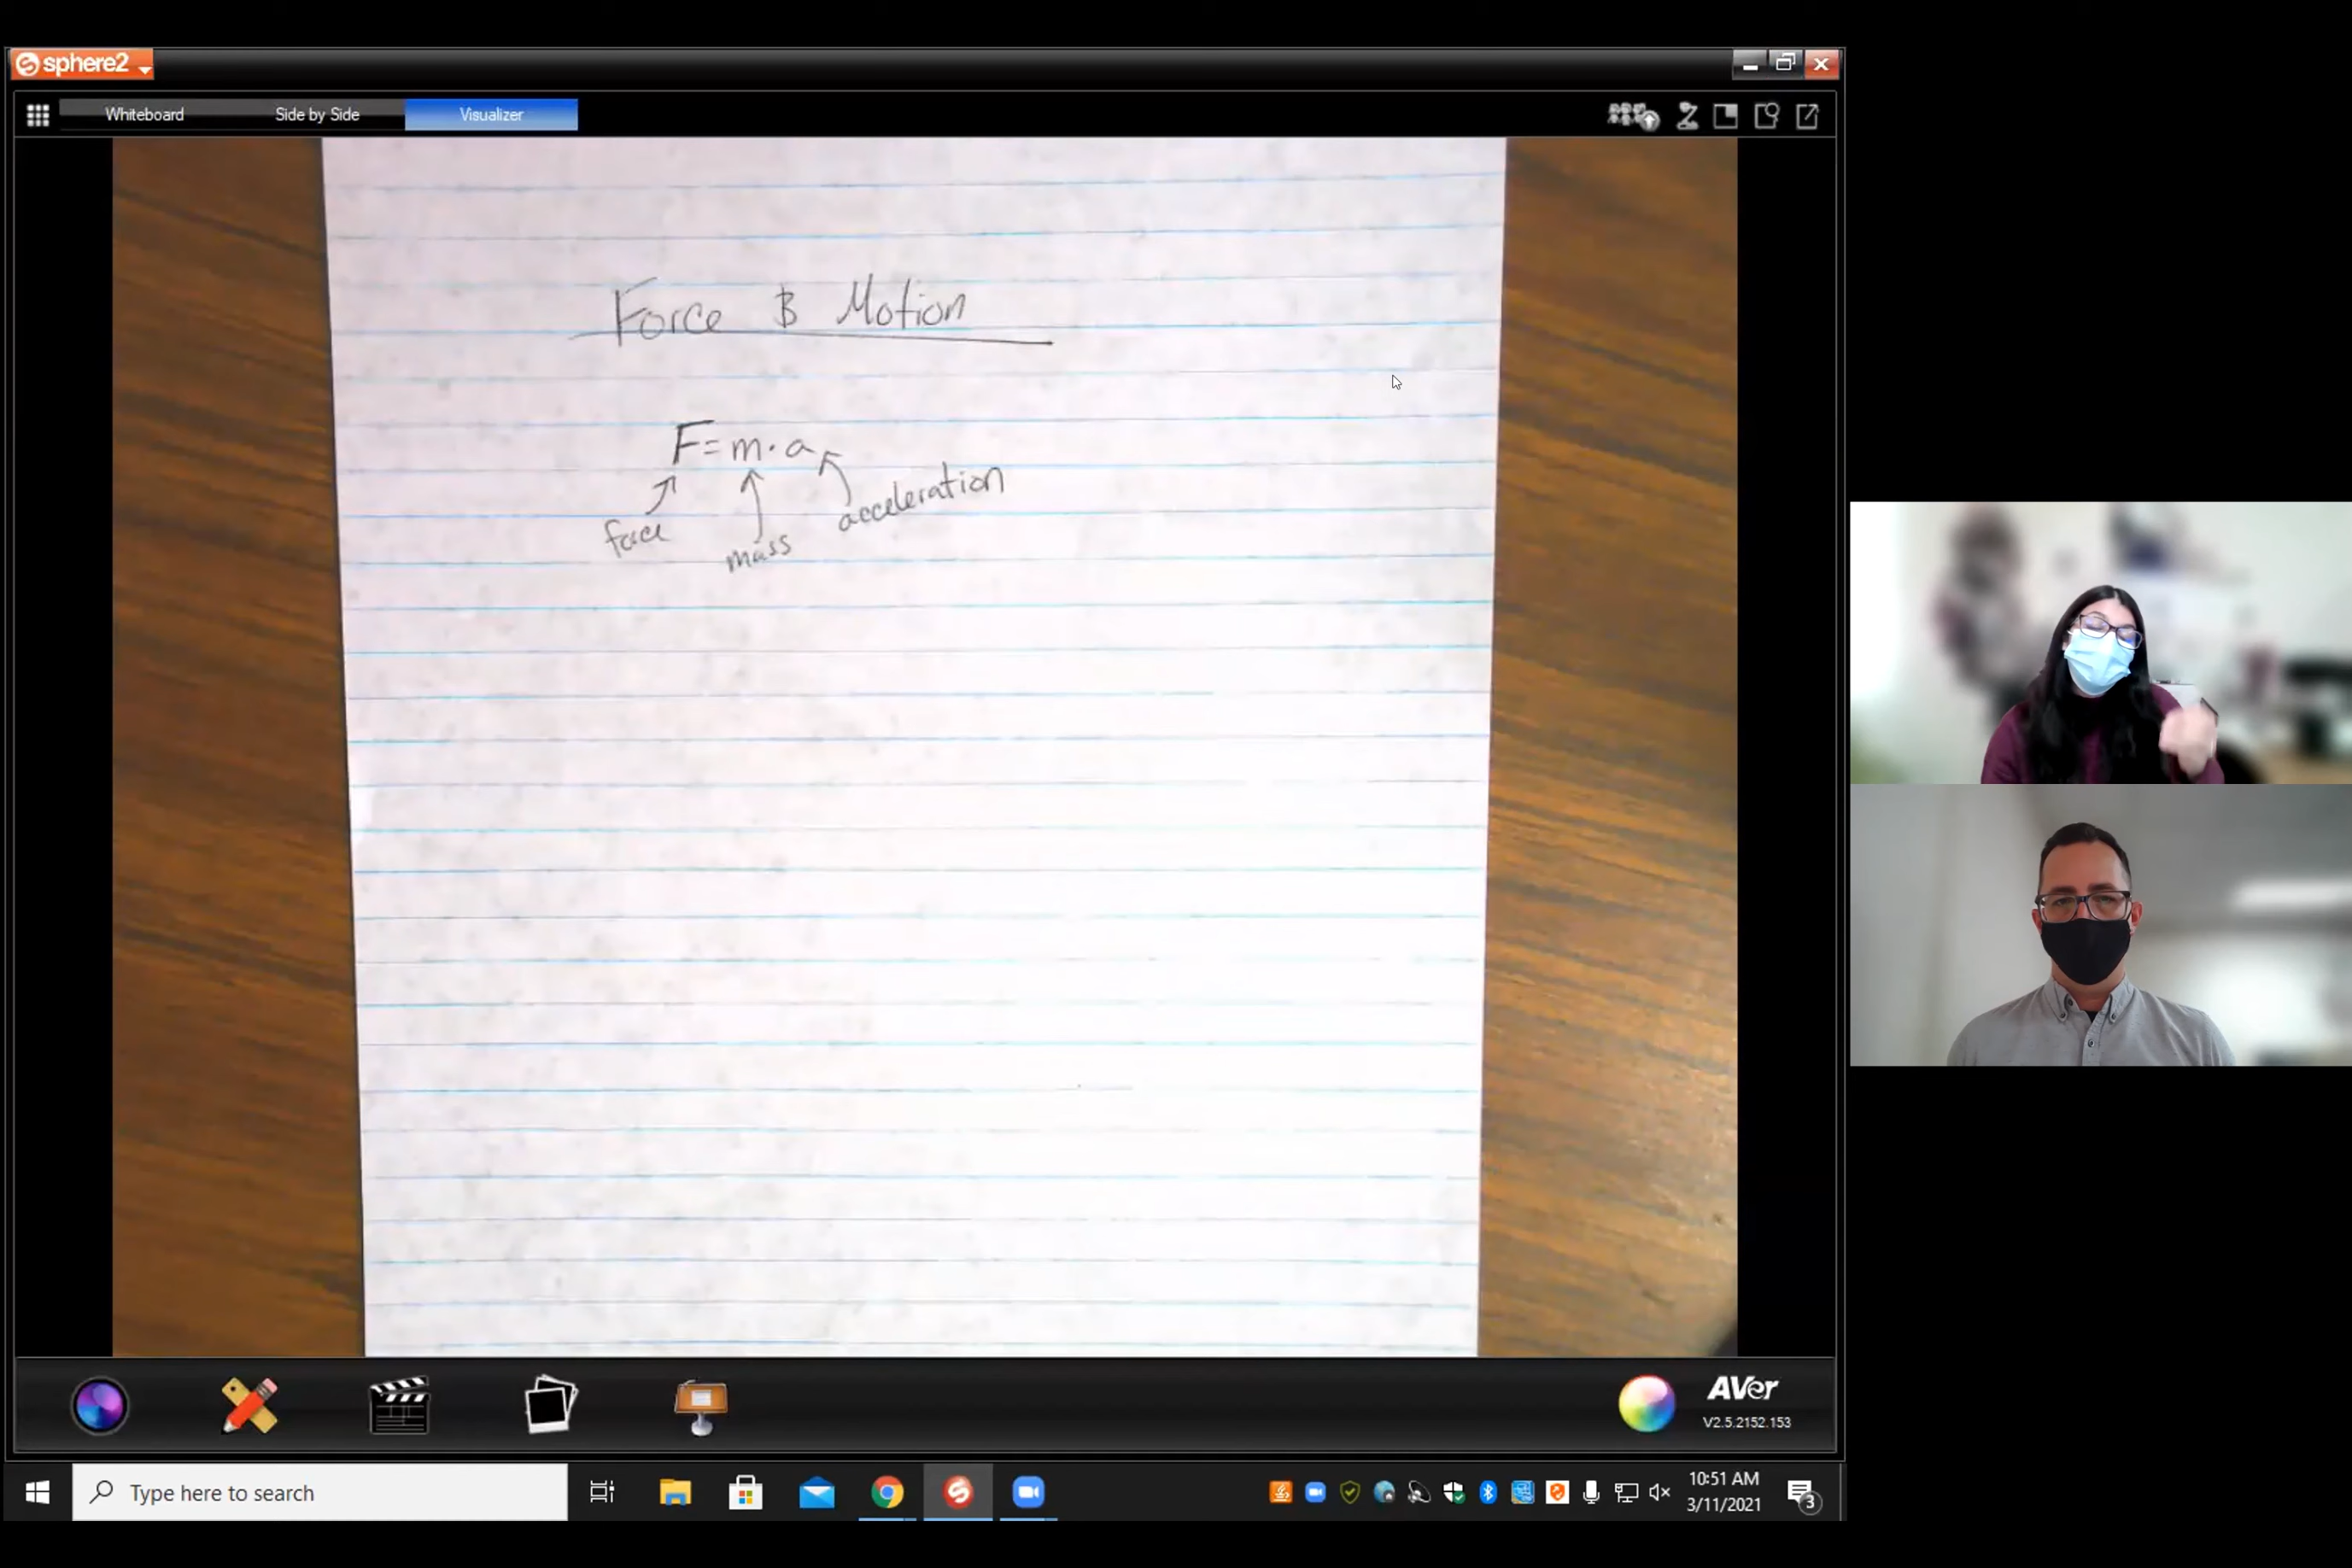 sphere2
Whiteboard Side by Side Visualizer
Force & Motion
F=m·a
force
mass
acceleration
AVer
V2.5.2152.153
Type here to search
10:51 AM
3/11/2021
3